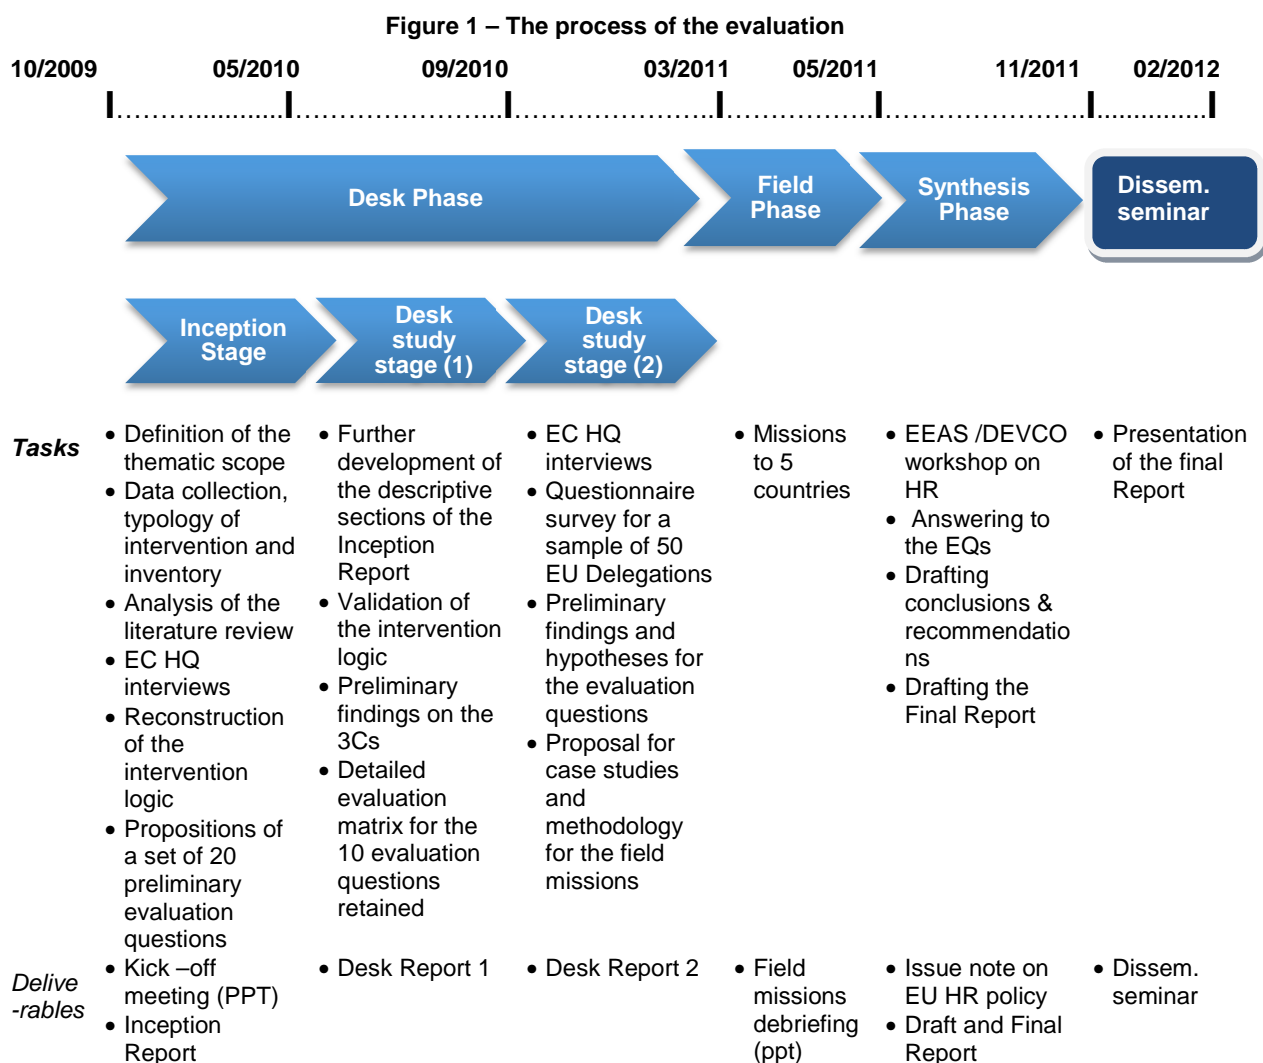 Figure 1 – The process of the evaluation
10/2009 05/2010 09/2010 03/2011 05/2011 11/2011 02/2012
Desk Phase
Field
Phase
Synthesis
Phase
Dissem.
seminar
Inception
Stage
Desk
study
stage (1)
Desk
study
stage (2)
Tasks
• Definition of the
thematic scope
• Data collection,
typology of
intervention and
inventory
• Analysis of the
literature review
• EC HQ
interviews
• Reconstruction
of the
intervention
logic
• Propositions of
a set of 20
preliminary
evaluation
questions
• Further
development of
the descriptive
sections of the
Inception
Report
• Validation of
the intervention
logic
• Preliminary
findings on the
3Cs
• Detailed
evaluation
matrix for the
10 evaluation
questions
retained
• EC HQ
interviews
• Questionnaire
survey for a
sample of 50
EU Delegations
• Preliminary
findings and
hypotheses for
the evaluation
questions
• Proposal for
case studies
and
methodology
for the field
missions
• Missions
to 5
countries
• EEAS /DEVCO
workshop on
HR
• Answering to
the EQs
• Drafting
conclusions &
recommendatio
ns
• Drafting the
Final Report
• Presentation
of the final
Report
Delive
-rables
• Kick –off
meeting (PPT)
• Inception
Report
• Desk Report 1
• Desk Report 2
• Field
missions
debriefing
(ppt)
• Issue note on
EU HR policy
• Draft and Final
Report
• Dissem.
seminar